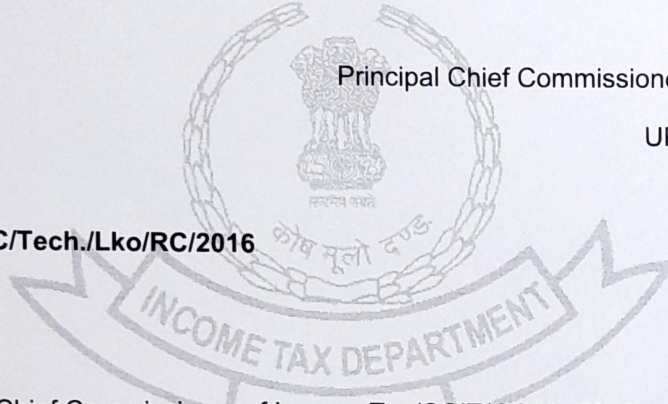 Principal Chief Commissione
U
C/Tech./Lko/RC/2016
सत्यमेव जयते
कोष मूलो दण्डः
INCOME TAX DEPARTMENT
Chief Commissioner of Income Tax